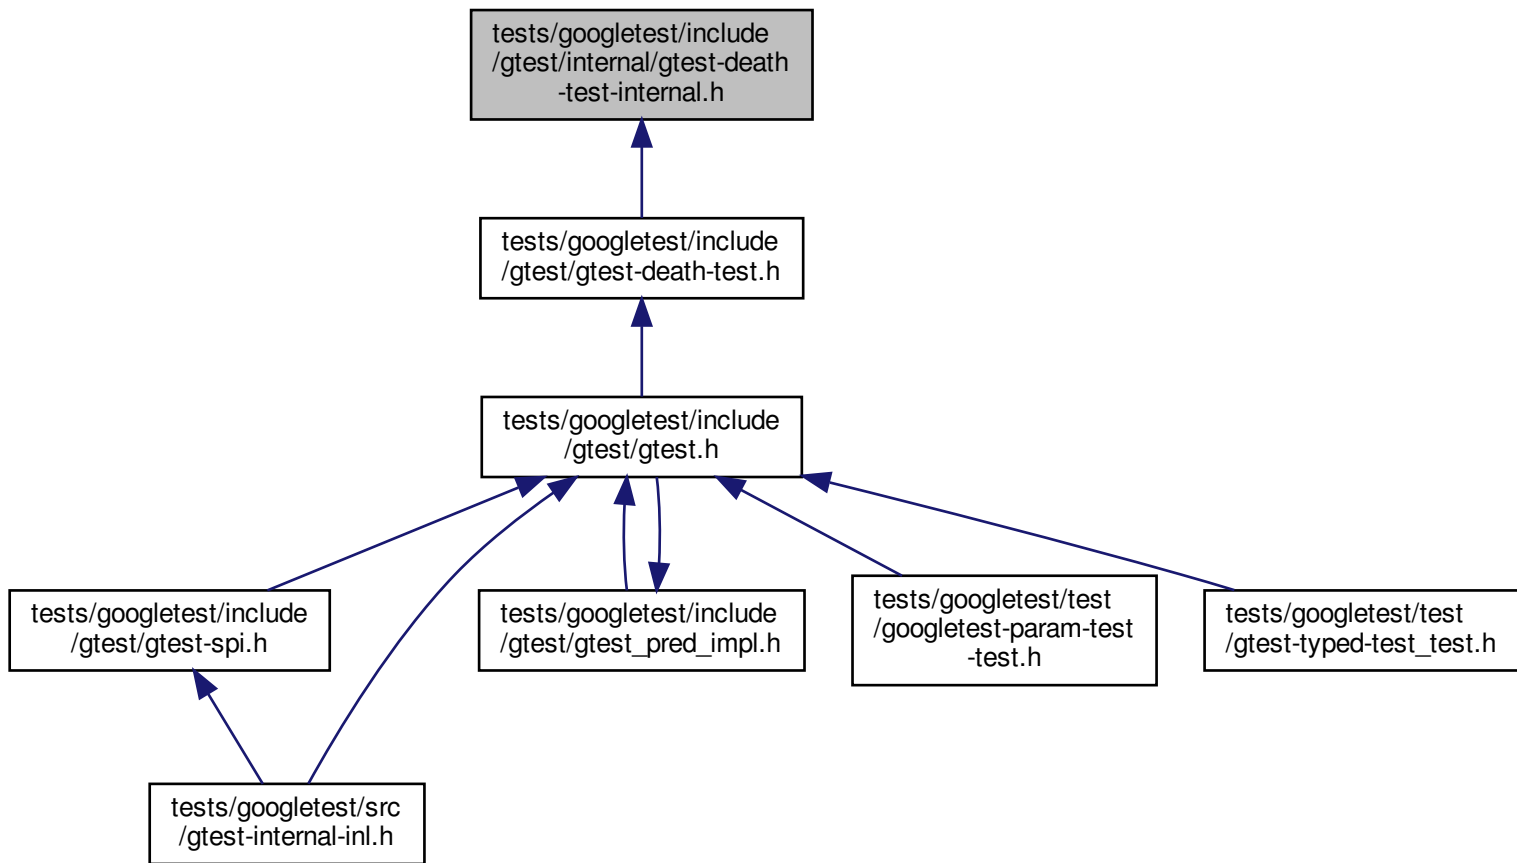 tests/googletest/include
/gtest/internal/gtest-death
-test-internal.h
tests/googletest/include
/gtest/gtest-death-test.h
tests/googletest/include
/gtest/gtest.h
tests/googletest/include
/gtest/gtest-spi.h
tests/googletest/include
/gtest/gtest_pred_impl.h
tests/googletest/test
/googletest-param-test
-test.h
tests/googletest/test
/gtest-typed-test_test.h
tests/googletest/src
/gtest-internal-inl.h